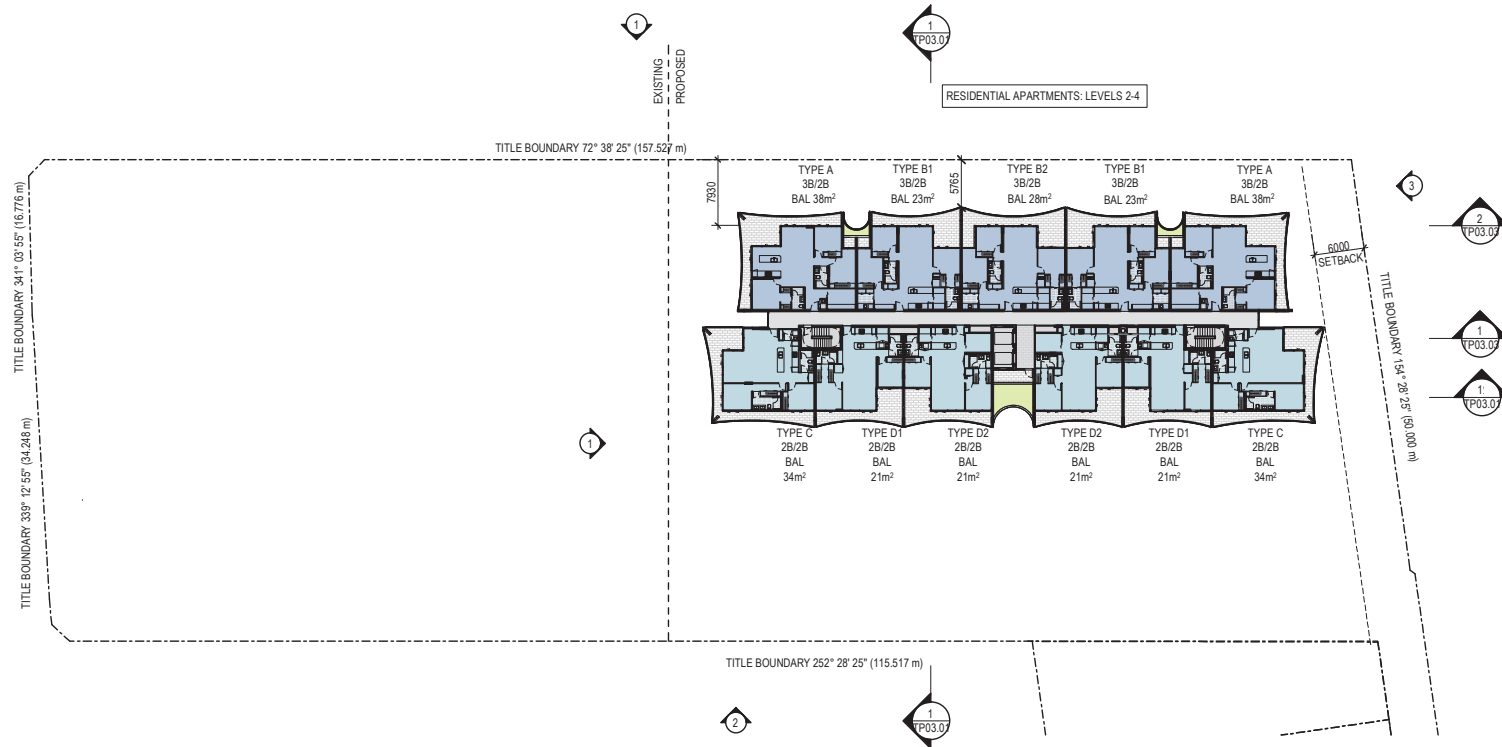 1
1
TP03.01
EXISTING
PROPOSED
RESIDENTIAL APARTMENTS: LEVELS 2-4
TITLE BOUNDARY 72° 38' 25" (157.527 m)
7930
5765
TYPE A
3B/2B
BAL 38m²
TYPE B1
3B/2B
BAL 23m²
TYPE B2
3B/2B
BAL 28m²
TYPE B1
3B/2B
BAL 23m²
TYPE A
3B/2B
BAL 38m²
3
2
TP03.03
6000
SETBACK
TITLE BOUNDARY 341° 03' 55" (16.776 m)
TITLE BOUNDARY 154° 28' 25" (50.000 m)
1
TP03.03
1
TP03.01
TITLE BOUNDARY 339° 12' 55" (34.248 m)
1
TYPE C
2B/2B
BAL
34m²
TYPE D1
2B/2B
BAL
21m²
TYPE D2
2B/2B
BAL
21m²
TYPE D2
2B/2B
BAL
21m²
TYPE D1
2B/2B
BAL
21m²
TYPE C
2B/2B
BAL
34m²
TITLE BOUNDARY 252° 28' 25" (115.517 m)
2
1
TP03.01